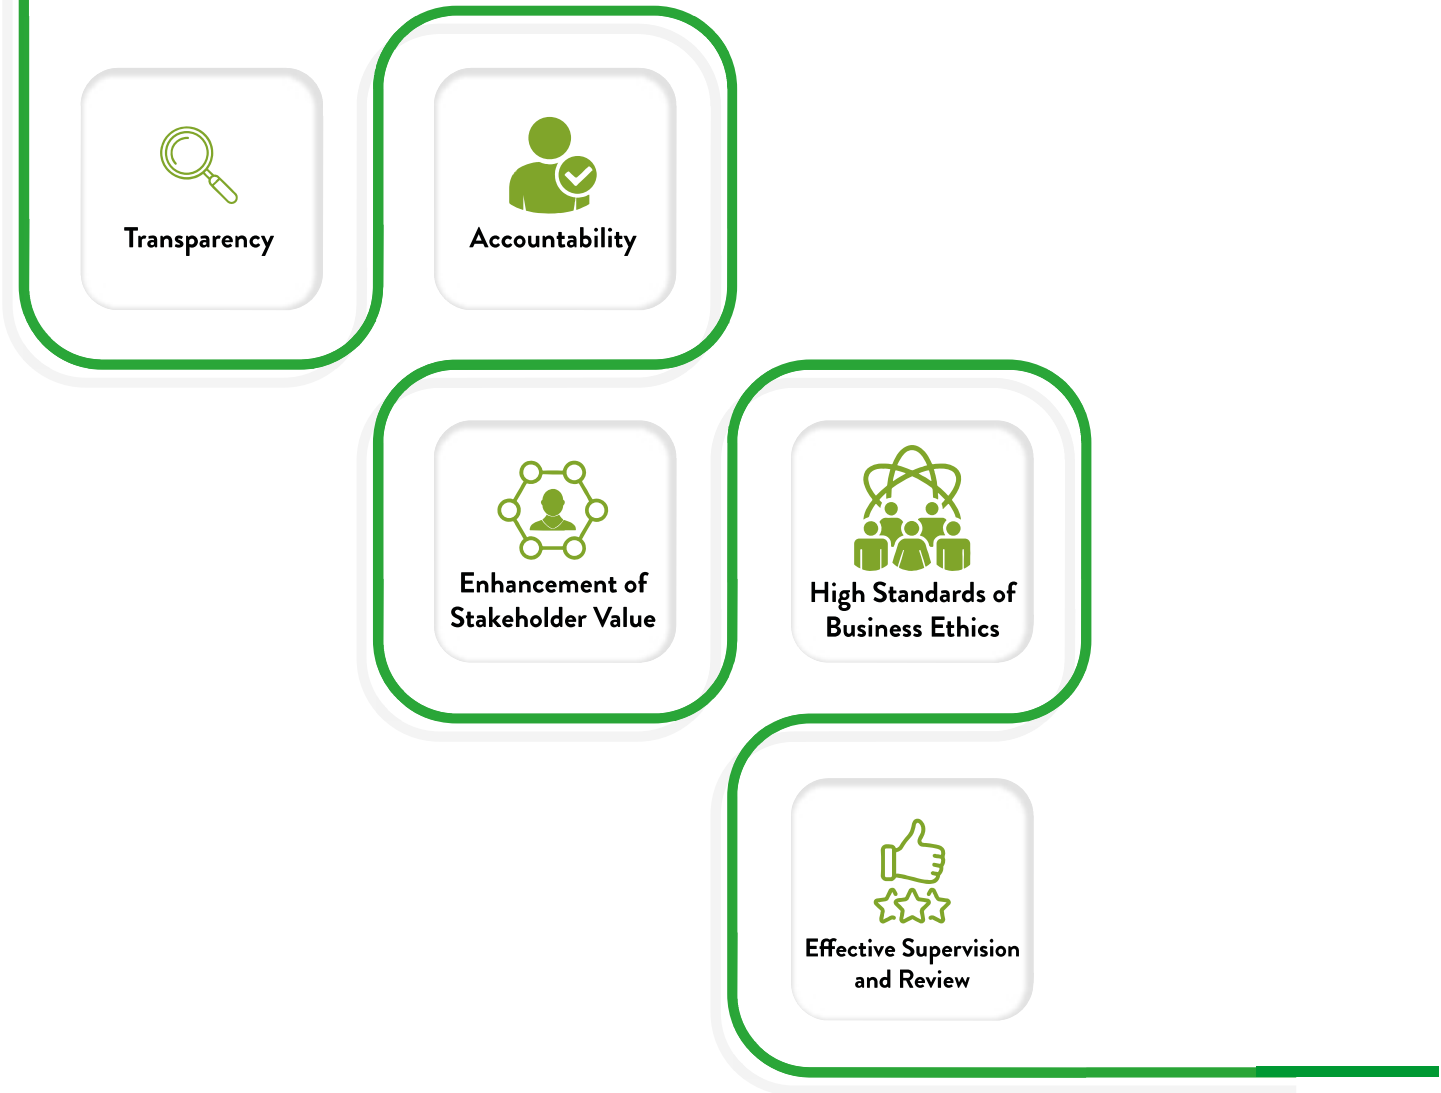 Transparency
Accountability
Enhancement of
Stakeholder Value
High Standards of
Business Ethics
Effective Supervision
and Review